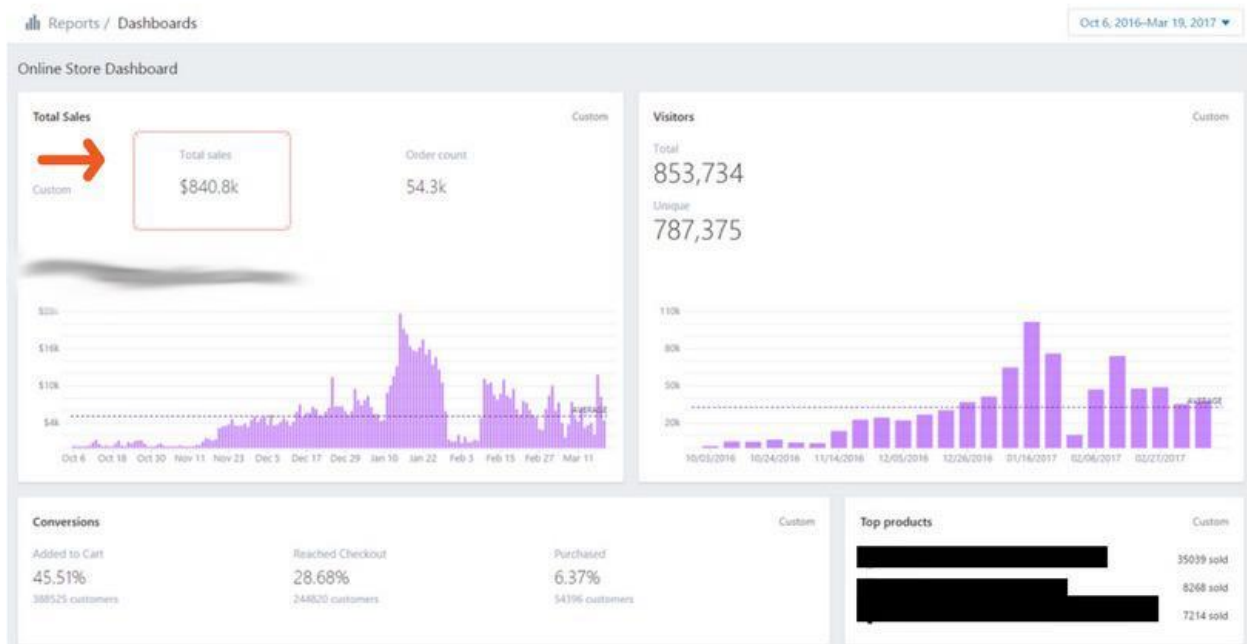 Reports / Dashboards
Oct 6, 2016–Mar 19, 2017
Online Store Dashboard
Total Sales
Custom
Total sales
Order count
Custom
$840.8k
54.3k
$16k
$10k
$4k
AVERAGE
Oct 6 Oct 18 Oct 30 Nov 11 Nov 23 Dec 5 Dec 17 Dec 29 Jan 10 Jan 22 Feb 3 Feb 15 Feb 27 Mar 11
Visitors
Custom
Total
853,734
Unique
787,375
110k
80k
50k
20k
AVERAGE
10/03/2016 10/24/2016 11/14/2016 12/05/2016 12/26/2016 01/16/2017 02/06/2017 02/27/2017
Conversions
Custom
Added to Cart
Reached Checkout
Purchased
45.51%
28.68%
6.37%
388525 customers
244820 customers
54396 customers
Top products
Custom
35039 sold
8268 sold
7214 sold